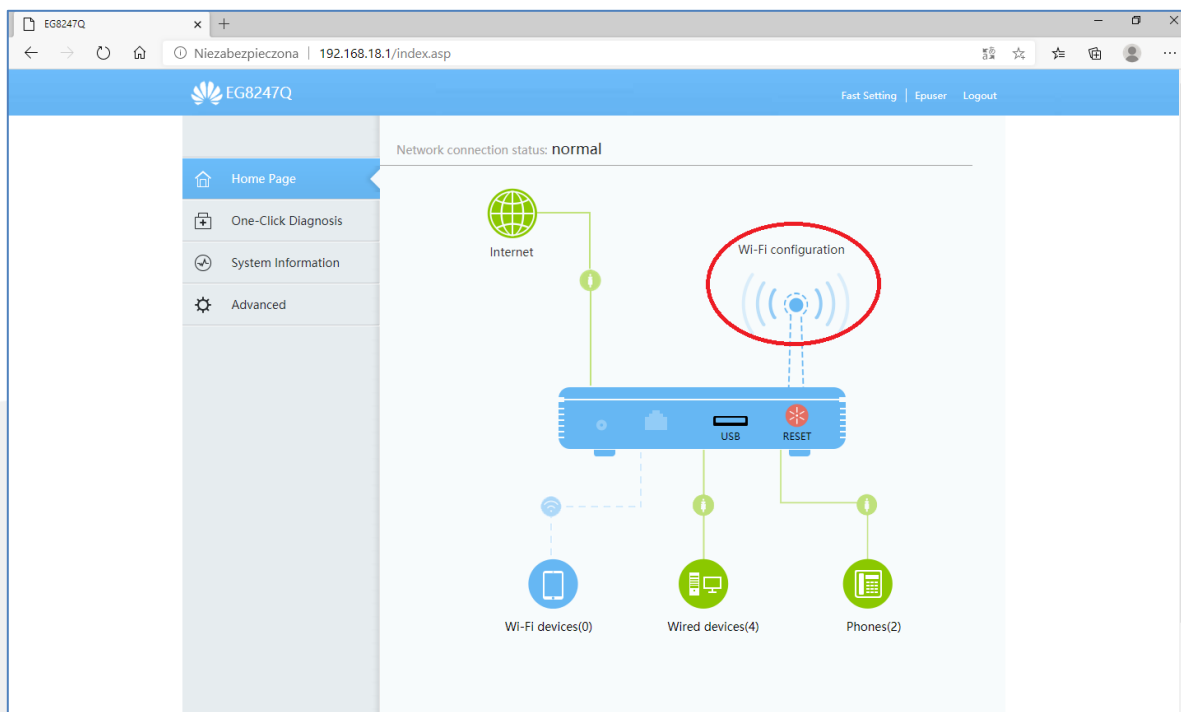 EG8247Q
Niezabezpieczona | 192.168.18.1/index.asp
EG8247Q
Fast Setting | Epuser Logout
Network connection status: normal
Home Page
One-Click Diagnosis
System Information
Advanced
Internet
Wi-Fi configuration
USB
RESET
Wi-Fi devices(0)
Wired devices(4)
Phones(2)